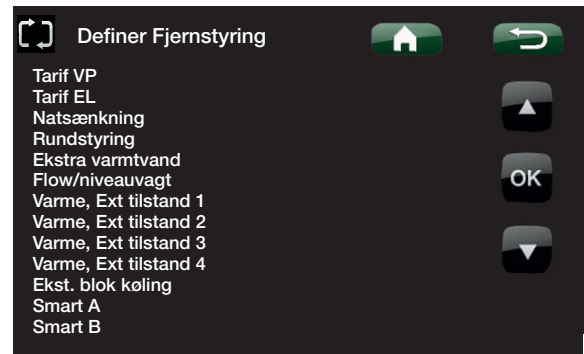 Definer Fjernstyring
Tarif VP
Tarif EL
Natsænkning
Rundstyring
Ekstra varmtvand
Flow/niveauvagt
Varme, Ext tilstand 1
Varme, Ext tilstand 2
Varme, Ext tilstand 3
Varme, Ext tilstand 4
Ekst. blok køling
Smart A
Smart B
OK